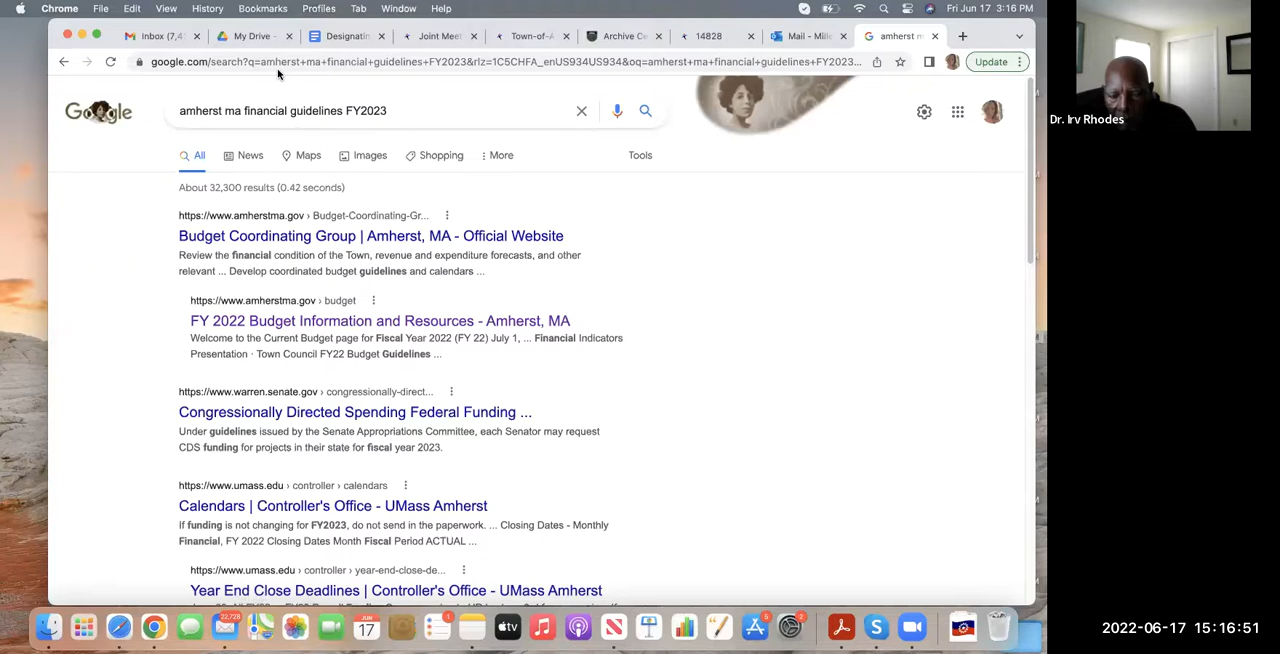 Chrome File Edit View History Bookmarks Profiles Tab Window Help Fri Jun 17 3:16 PM
Inbox (7,4 My Drive - Designatin Joint Meet Town-of-A Archive Ce 14828 Mail - Mill amherst m
google.com/search?q=amherst+ma+financial+guidelines+FY2023&rlz=1C5CHFA_enUS934US934&oq=amherst+ma+financial+guidelines+FY2023... Update
Google amherst ma financial guidelines FY2023
All News Maps Images Shopping More Tools
About 32,300 results (0.42 seconds)
https://www.amherstma.gov › Budget-Coordinating-Gr...
Budget Coordinating Group | Amherst, MA - Official Website
Review the financial condition of the Town, revenue and expenditure forecasts, and other
relevant ... Develop coordinated budget guidelines and calendars ...
https://www.amherstma.gov › budget
FY 2022 Budget Information and Resources - Amherst, MA
Welcome to the Current Budget page for Fiscal Year 2022 (FY 22) July 1, ... Financial Indicators
Presentation · Town Council FY22 Budget Guidelines ...
https://www.warren.senate.gov › congressionally-direct...
Congressionally Directed Spending Federal Funding ...
Under guidelines issued by the Senate Appropriations Committee, each Senator may request
CDS funding for projects in their state for fiscal year 2023.
https://www.umass.edu › controller › calendars
Calendars | Controller's Office - UMass Amherst
If funding is not changing for FY2023, do not send in the paperwork. ... Closing Dates - Monthly
Financial, FY 2022 Closing Dates Month Fiscal Period ACTUAL ...
https://www.umass.edu › controller › year-end-close-de...
Year End Close Deadlines | Controller's Office - UMass Amherst
Dr. Irv Rhodes
JUN
17
22,728
1
tv
5
2
2022-06-17 15:16:51